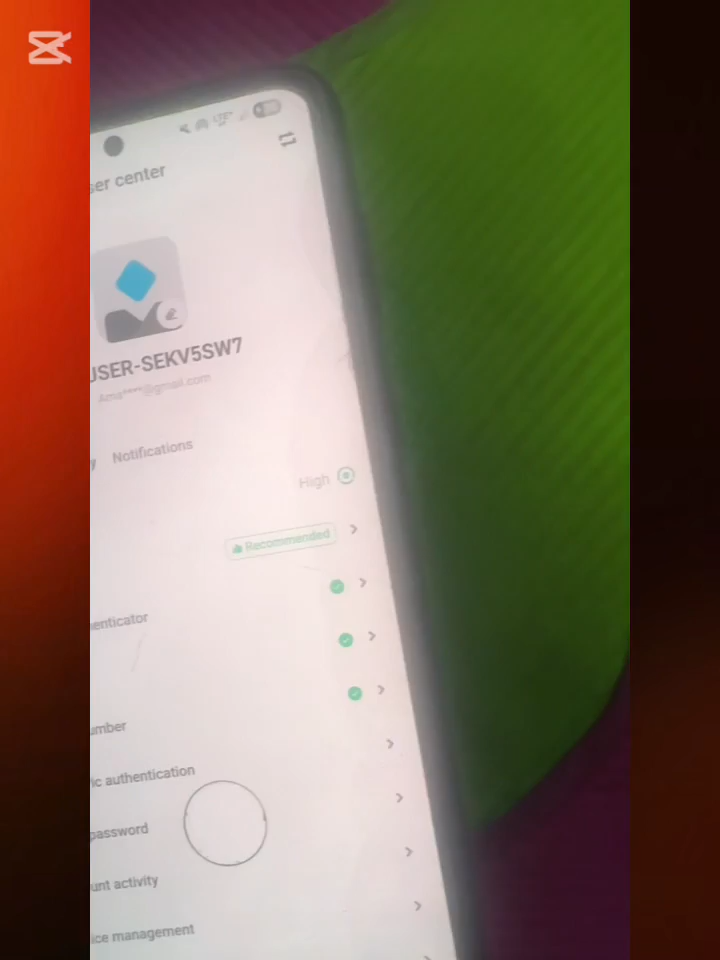 LTE+
ser center
USER-SEKV5SW7
Ama****@gmail.com
y Notifications
High
Recommended
enticator
umber
ic authentication
password
unt activity
ice management